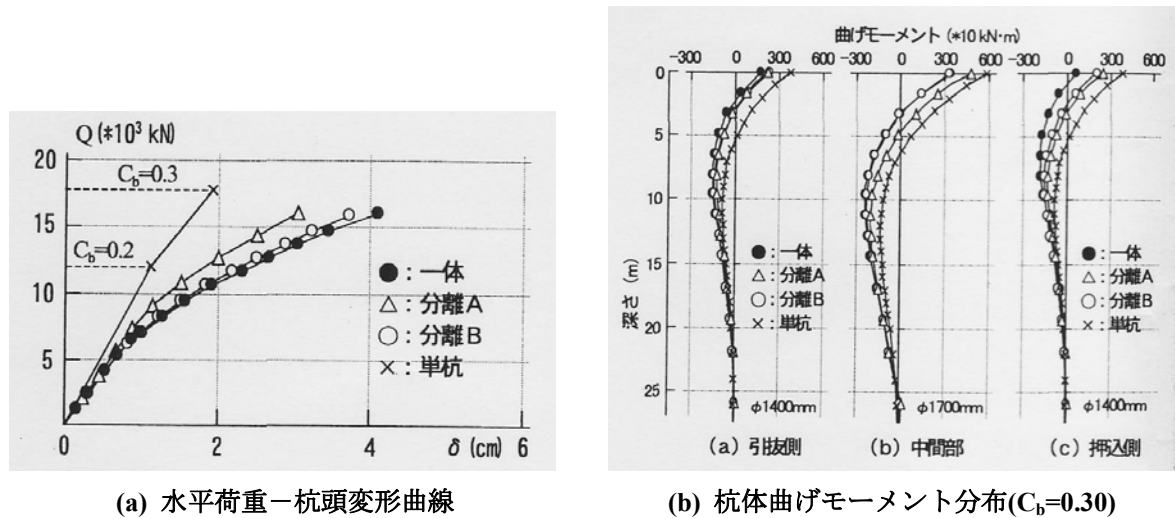 Q (*10³ kN)
20
15
10
5
0
2
4
6
δ (cm)
C_b=0.3
C_b=0.2
●：一体
△：分離A
○：分離B
×：単杭
(a) 水平荷重－杭頭変形曲線
曲げモーメント (*10 kN·m)
-300 0 300 600 -300 0 300 600 -300 0 300 600
0
5
10
15
20
25
深さ (m)
●：一体
△：分離A
○：分離B
×：単杭
●：一体
△：分離A
○：分離B
×：単杭
φ1400mm
φ1700mm
φ1400mm
(a) 引抜側
(b) 中間部
(c) 押込側
(b) 杭体曲げモーメント分布(C_b=0.30)